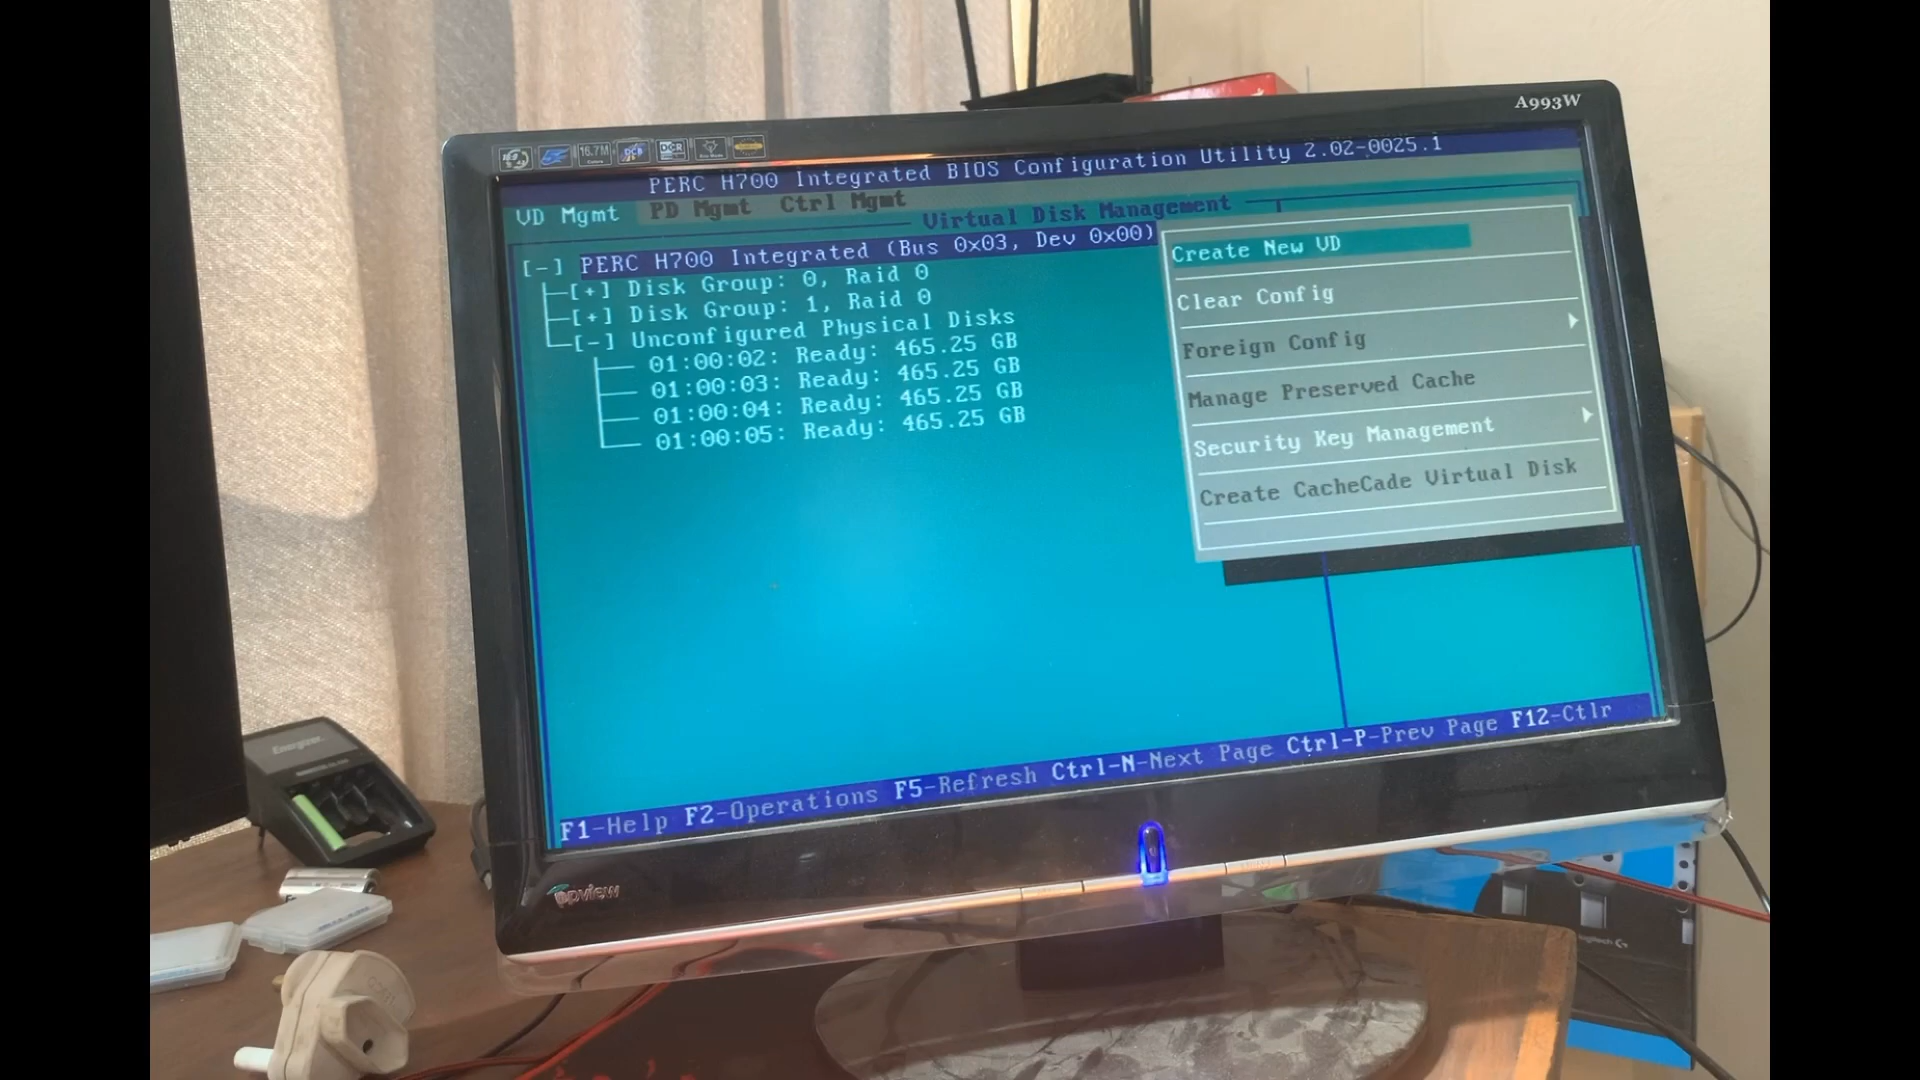 A993W
16.7M
DCR
PERC H700 Integrated BIOS Configuration Utility 2.02-0025.1
VD Mgmt PD Mgmt Ctrl Mgmt
Virtual Disk Management
[-] PERC H700 Integrated (Bus 0x03, Dev 0x00)
[+] Disk Group: 0, Raid 0
[+] Disk Group: 1, Raid 0
[-] Unconfigured Physical Disks
01:00:02: Ready: 465.25 GB
01:00:03: Ready: 465.25 GB
01:00:04: Ready: 465.25 GB
01:00:05: Ready: 465.25 GB
Create New VD
Clear Config
Foreign Config
Manage Preserved Cache
Security Key Management
Create CacheCade Virtual Disk
F1-Help F2-Operations F5-Refresh Ctrl-N-Next Page Ctrl-P-Prev Page F12-Ctlr
Topview
Energizer
logitech G